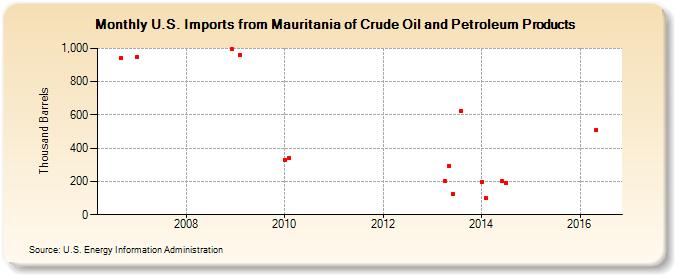 Monthly U.S. Imports from Mauritania of Crude Oil and Petroleum Products
Thousand Barrels
1,000
800
600
400
200
0
2008 2010 2012 2014 2016
Source: U.S. Energy Information Administration